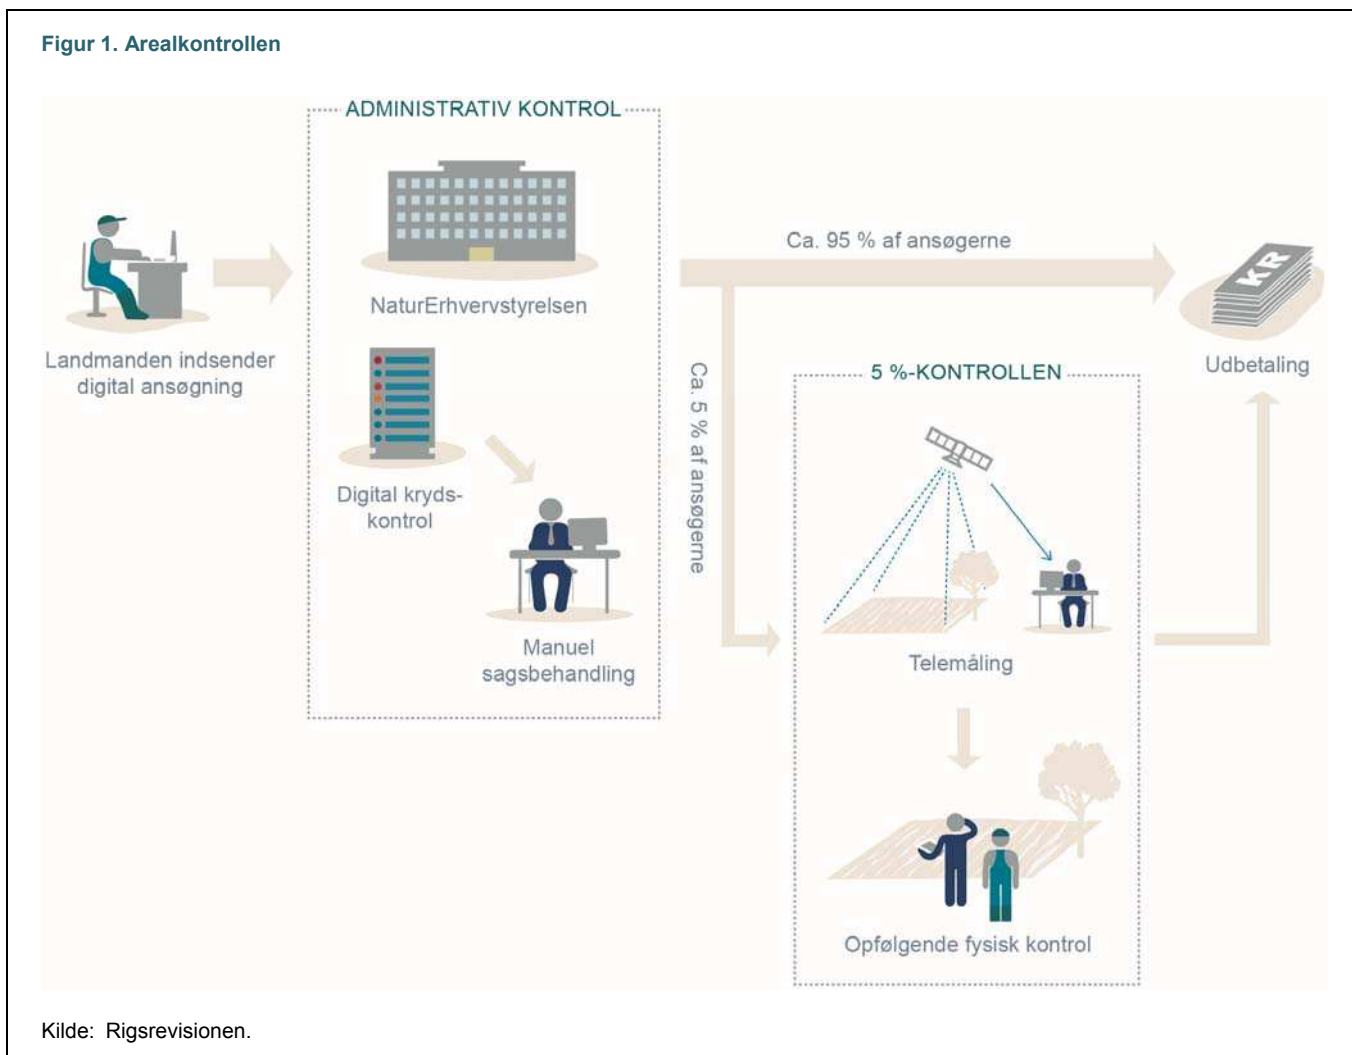 Figur 1. Arealkontrollen
ADMINISTRATIV KONTROL
NaturErhvervstyrelsen
Landmanden indsender
digital ansøgning
Digital kryds-
kontrol
Manuel
sagsbehandling
Ca. 95 % af ansøgerne
Ca. 5 % af ansøgerne
KR
Udbetaling
5 %-KONTROLLEN
Telemåling
Opfølgende fysisk kontrol
Kilde: Rigsrevisionen.